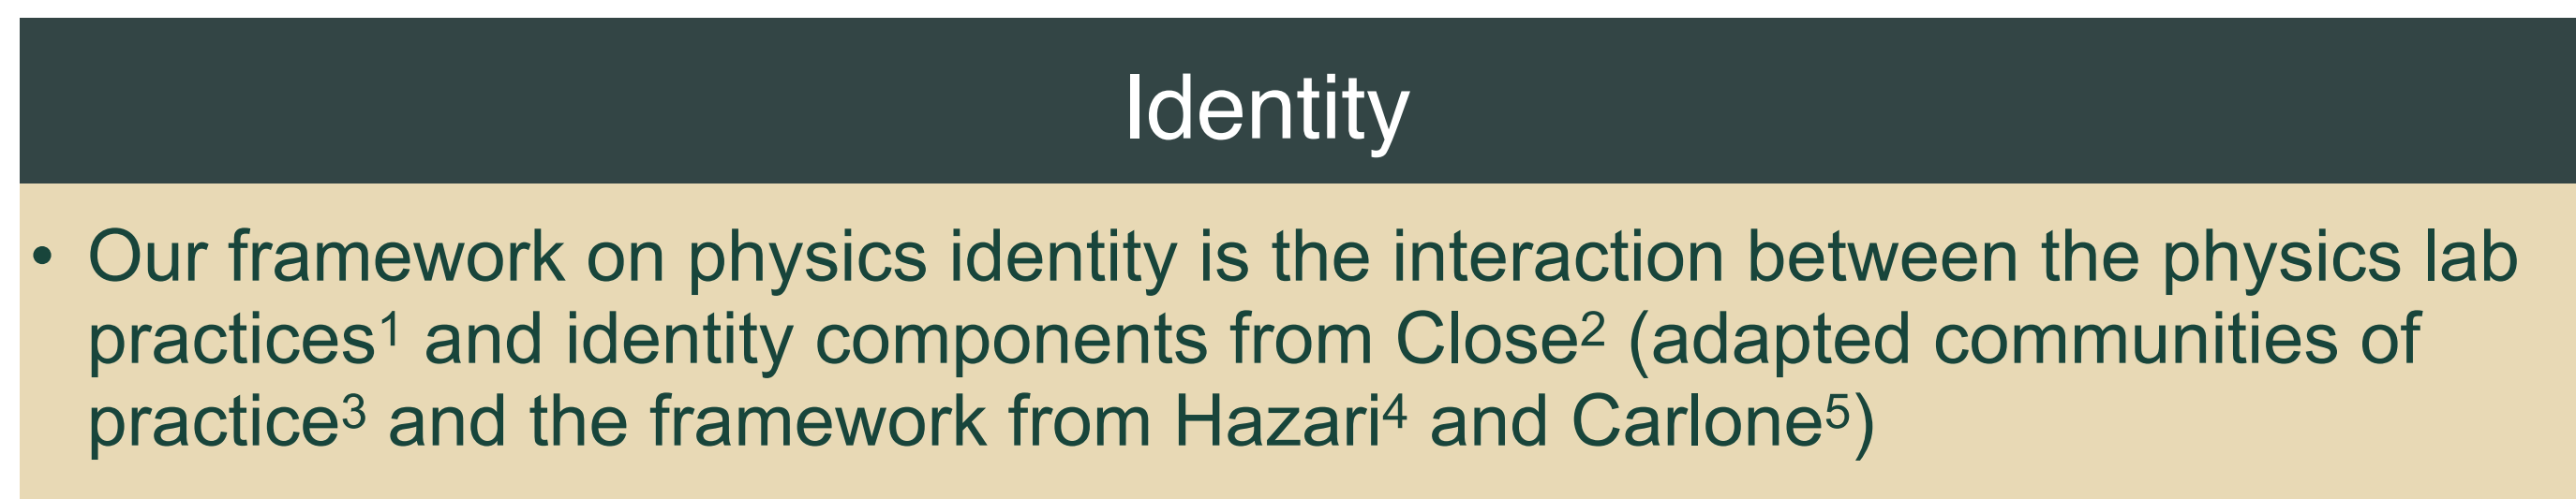 Identity
• Our framework on physics identity is the interaction between the physics lab
practices¹ and identity components from Close² (adapted communities of
practice³ and the framework from Hazari⁴ and Carlone⁵)